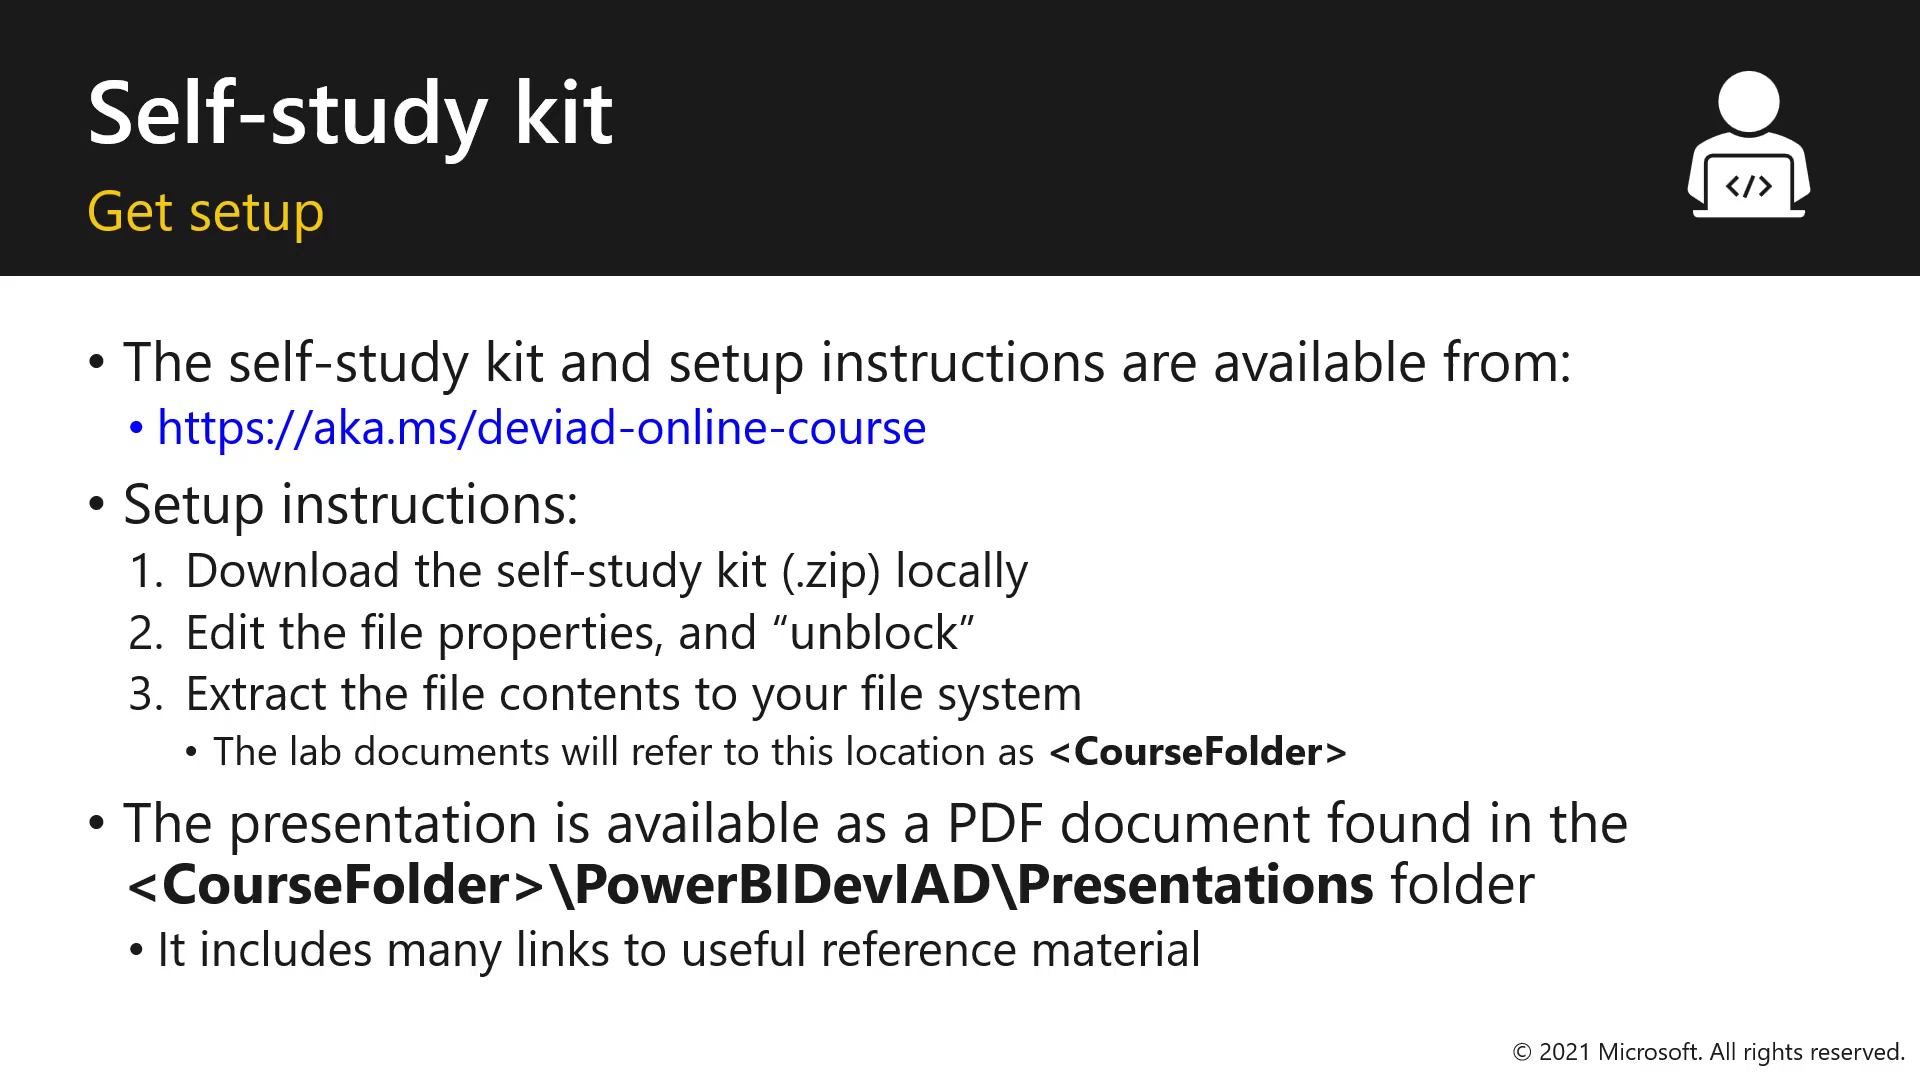 Self-study kit
Get setup
</>
• The self-study kit and setup instructions are available from:
• https://aka.ms/deviad-online-course
• Setup instructions:
1. Download the self-study kit (.zip) locally
2. Edit the file properties, and “unblock”
3. Extract the file contents to your file system
• The lab documents will refer to this location as <CourseFolder>
• The presentation is available as a PDF document found in the
<CourseFolder>\PowerBIDevIAD\Presentations folder
• It includes many links to useful reference material
© 2021 Microsoft. All rights reserved.